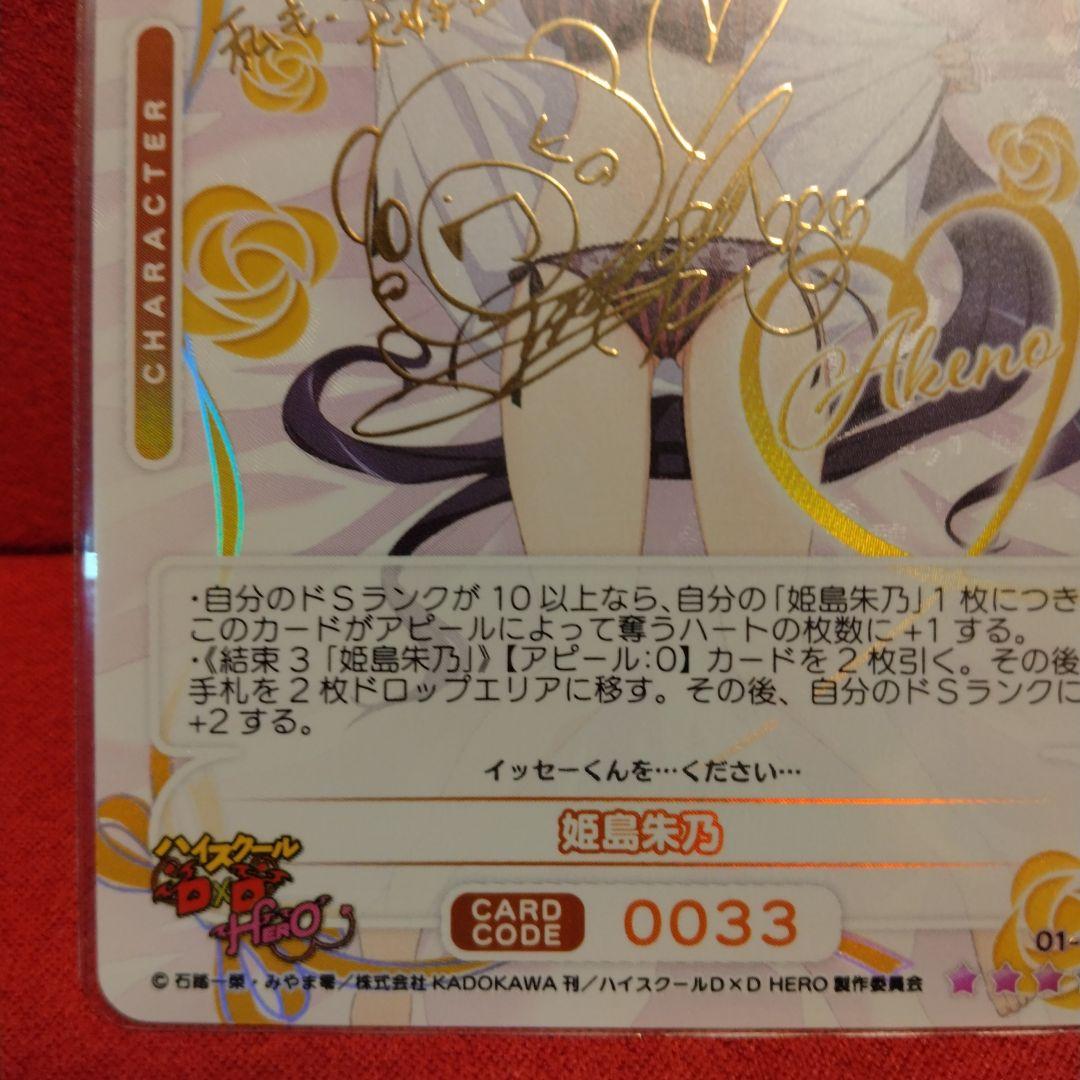 私も・大好き
CHARACTER
Akeno
・自分のドSランクが10以上なら、自分の「姫島朱乃」1枚につき
このカードがアピールによって奪うハートの枚数に+1する。
・《結束3「姫島朱乃」》【アピール:0】カードを2枚引く。その後
手札を2枚ドロップエリアに移す。その後、自分のドSランクに
+2する。
イッセーくんを…ください…
姫島朱乃
ハイスクール
D×D
HERO
CARD
CODE
0033
01-
© 石踏一榮・みやま零／株式会社KADOKAWA刊／ハイスクールD×D HERO 製作委員会